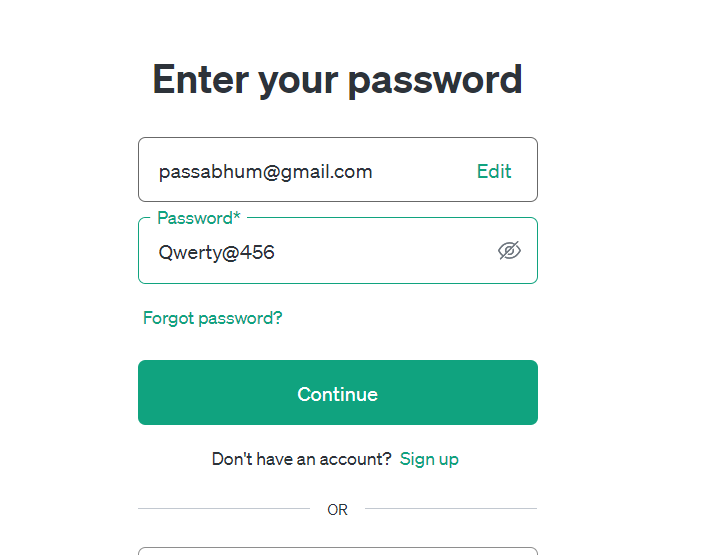 Enter your password
passabhum@gmail.com Edit
Password*
Qwerty@456
Forgot password?
Continue
Don't have an account? Sign up
OR